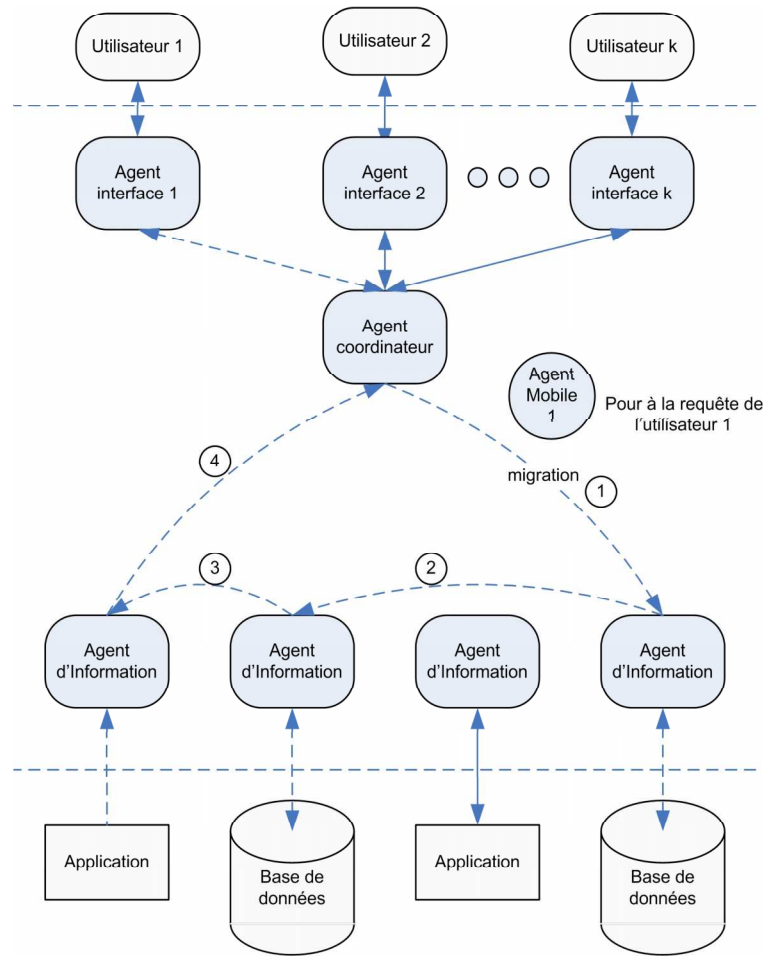 Utilisateur 1
Utilisateur 2
Utilisateur k
Agent
interface 1
Agent
interface 2
Agent
interface k
Agent
coordinateur
Agent
Mobile
1
Pour à la requête de
l'utilisateur 1
4
migration
1
3
2
Agent
d'Information
Agent
d'Information
Agent
d'Information
Agent
d'Information
Application
Base de
données
Application
Base de
données